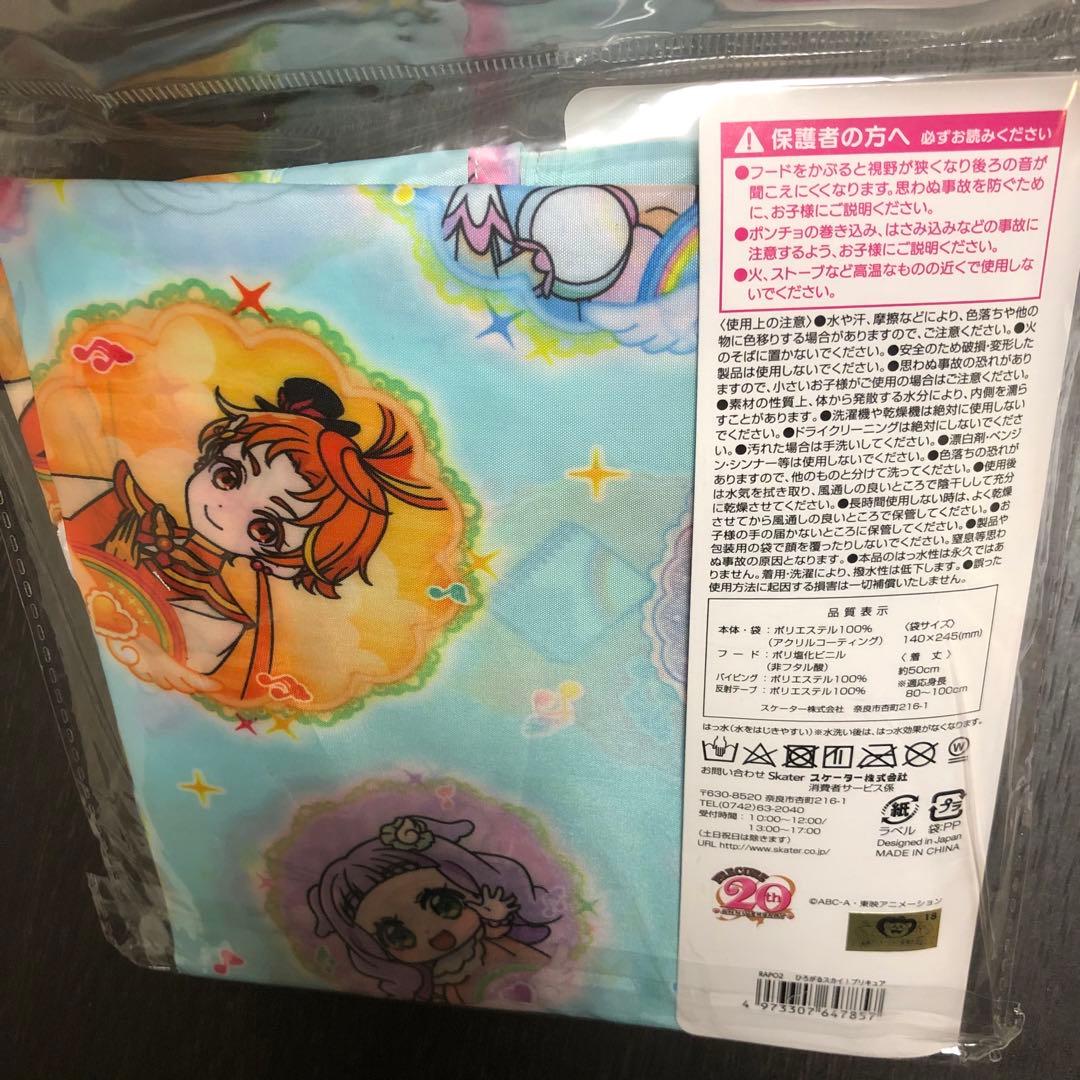 保護者の方へ 必ずお読みください
●フードをかぶると視野が狭くなり後ろの音が
聞こえにくくなります。思わぬ事故を防ぐため
に、お子様にご説明ください。
●ポンチョの巻き込み、はさみ込みなどの事故に
注意するよう、お子様にご説明ください。
●火、ストーブなど高温なものの近くで使用しな
いでください。
〈使用上の注意〉●水や汗、摩擦などにより、色落ちや他の
物に色移りする場合がありますので、ご注意ください。●火
のそばに置かないでください。●安全のため破損・変形した
製品は使用しないでください。●思わぬ事故の恐れがあり
ますので、小さいお子様がご使用の場合はご注意ください。
●素材の性質上、体から発散する水分により、内側を濡ら
すことがあります。●洗濯機や乾燥機は絶対に使用しない
でください。●ドライクリーニングは絶対にしないでくださ
い。●汚れた場合は手洗いしてください。●漂白剤・ベンジ
ン・シンナー等は使用しないでください。●色落ちの恐れが
ありますので、他のものと分けて洗ってください。●使用後
は水気を拭き取り、風通しの良いところで陰干しして充分
に乾燥させてください。●長時間使用しない時は、よく乾燥
させてから風通しの良いところで保管してください。●お
子様の手の届かないところに保管してください。●製品や
包装用の袋で顔を覆ったりしないでください。窒息等思わ
ぬ事故の原因となります。●本品のはっ水性は永久ではあ
りません。着用・洗濯により、撥水性は低下します。●誤った
使用方法に起因する損害は一切補償いたしません。
品質表示
本体・袋：ポリエステル100%
（アクリルコーティング）
フード：ポリ塩化ビニル
（非フタル酸）
パイピング：ポリエステル100%
反射テープ：ポリエステル100%
〈袋サイズ〉
140×245(mm)
〈着丈〉
約50cm
※適応身長
80～100cm
スケーター株式会社 奈良市杏町216-1
はっ水（水をはじきやすい）※水洗い後は、はっ水効果がなくなります。
W
お問い合わせ Skater スケーター株式会社
消費者サービス係
〒630-8520 奈良市杏町216-1
TEL(0742)63-2040
受付時間：10:00～12:00/
13:00～17:00
（土日祝日は除きます）
URL http://www.skater.co.jp/
紙
ラベル
プラ
袋:PP
Designed in Japan
MADE IN CHINA
PRECURE
20th
ANNIVERSARY
©ABC-A・東映アニメーション
18
RAPO2 ひろがるスカイ！プリキュア
4 973307 647857